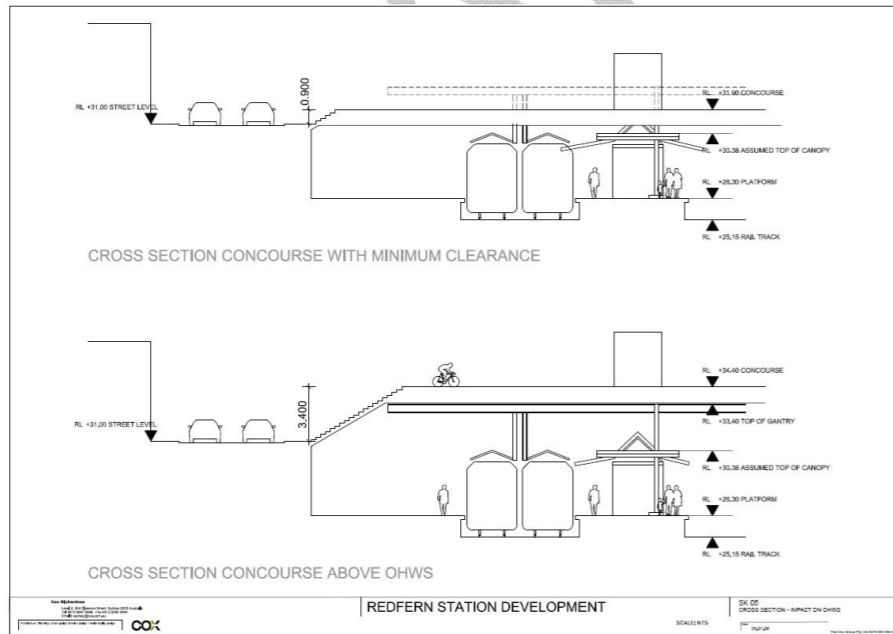 0.900
RL +31.00 STREET LEVEL
RL +31.90 CONCOURSE
RL +30.38 ASSUMED TOP OF CANOPY
RL +26.30 PLATFORM
RL +25.15 RAIL TRACK
CROSS SECTION CONCOURSE WITH MINIMUM CLEARANCE
3.400
RL +31.00 STREET LEVEL
RL +34.40 CONCOURSE
RL +33.40 TOP OF GANTRY
RL +30.38 ASSUMED TOP OF CANOPY
RL +26.30 PLATFORM
RL +25.15 RAIL TRACK
CROSS SECTION CONCOURSE ABOVE OHWS
Cox Richardson
COX
REDFERN STATION DEVELOPMENT
SCALE: NTS
SK 05
CROSS SECTION - IMPACT ON OHWS